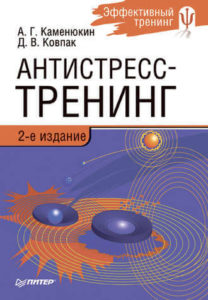 Эффективный
тренинг
А. Г. Каменюкин
Д. В. Ковпак
АНТИСТРЕСС-
ТРЕНИНГ
2-е издание
ПИТЕР